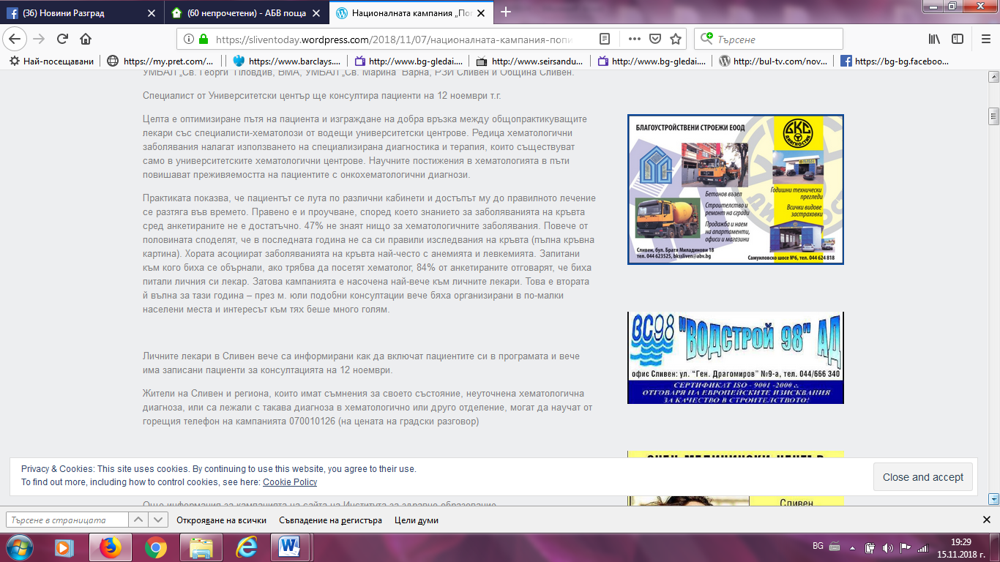 (36) Новини Разград
(60 непрочетени) - АБВ поща
Националната кампания „Поп
https://sliventoday.wordpress.com/2018/11/07/националната-кампания-попи
Търсене
Най-посещавани
https://my.pret.com/...
https://www.barclays....
http://www.bg-gledai....
http://www.seirsandu...
http://www.bg-gledai....
http://bul-tv.com/nov...
https://bg-bg.faceboo...
УМБАЛ „Св. Георги“ Пловдив, ВМА, УМБАЛ „Св. Марина“ Варна, РЗИ Сливен и Община Сливен.
Специалист от Университетски център ще консултира пациенти на 12 ноември т.г.
Целта е оптимизиране пътя на пациента и изграждане на добра връзка между общопрактикуващите
лекари със специалисти-хематолози от водещи университетски центрове. Редица хематологични
заболявания налагат използването на специализирана диагностика и терапия, които съществуват
само в университетските хематологични центрове. Научните постижения в хематологията в пъти
повишават преживяемостта на пациентите с онкохематологични диагнози.
Практиката показва, че пациентът се лута по различни кабинети и достъпът му до правилното лечение
се разтяга във времето. Правено е и проучване, според което знанието за заболяванията на кръвта
сред анкетираните не е достатъчно. 47% не знаят нищо за хематологичните заболявания. Повече от
половината споделят, че в последната година не са си правили изследвания на кръвта (пълна кръвна
картина). Хората асоциират заболяванията на кръвта най-често с анемията и левкемията. Запитани
към кого биха се обърнали, ако трябва да посетят хематолог, 84% от анкетираните отговарят, че биха
питали личния си лекар. Затова кампанията е насочена най-вече към личните лекари. Това е втората
й вълна за тази година – през м. юли подобни консултации вече бяха организирани в по-малки
населени места и интересът към тях беше много голям.
Личните лекари в Сливен вече са информирани как да включат пациентите си в програмата и вече
има записани пациенти за консултацията на 12 ноември.
Жители на Сливен и региона, които имат съмнения за своето състояние, неуточнена хематологична
диагноза, или са лежали с такава диагноза в хематологично или друго отделение, могат да научат от
горещия телефон на кампанията 070010126 (на цената на градски разговор)
Още информация за кампанията на сайта на Института за здравно образование
БЛАГОУСТРОЙСТВЕНИ СТРОЕЖИ ЕООД
БКС
ДИАГНОСТИК
Бетонов възел
Строителство и
ремонт на сгради
Продажба и наем
на апартаменти,
офиси и магазини
Годишни технически
прегледи
Всички видове
застраховки
Сливен, бул. Братя Миладинови 18
тел. 044 623525, bkssliven@abv.bg
Самуиловско шосе №6, тел. 044 624 818
ВС98 "ВОДСТРОЙ 98" АД
офис Сливен: ул. "Ген. Драгомиров" №9-а, тел. 044/666 340
СЕРТИФИКАТ ISO - 9001 -2000 г.
ОТГОВАРЯ НА ЕВРОПЕЙСКИТЕ ИЗИСКВАНИЯ
ЗА КАЧЕСТВО В СТРОИТЕЛСТВОТО!
Сливен
Privacy & Cookies: This site uses cookies. By continuing to use this website, you agree to their use.
To find out more, including how to control cookies, see here: Cookie Policy
Close and accept
Търсене в страницата
Открояване на всички
Съвпадение на регистъра
Цели думи
BG
19:29
15.11.2018 г.